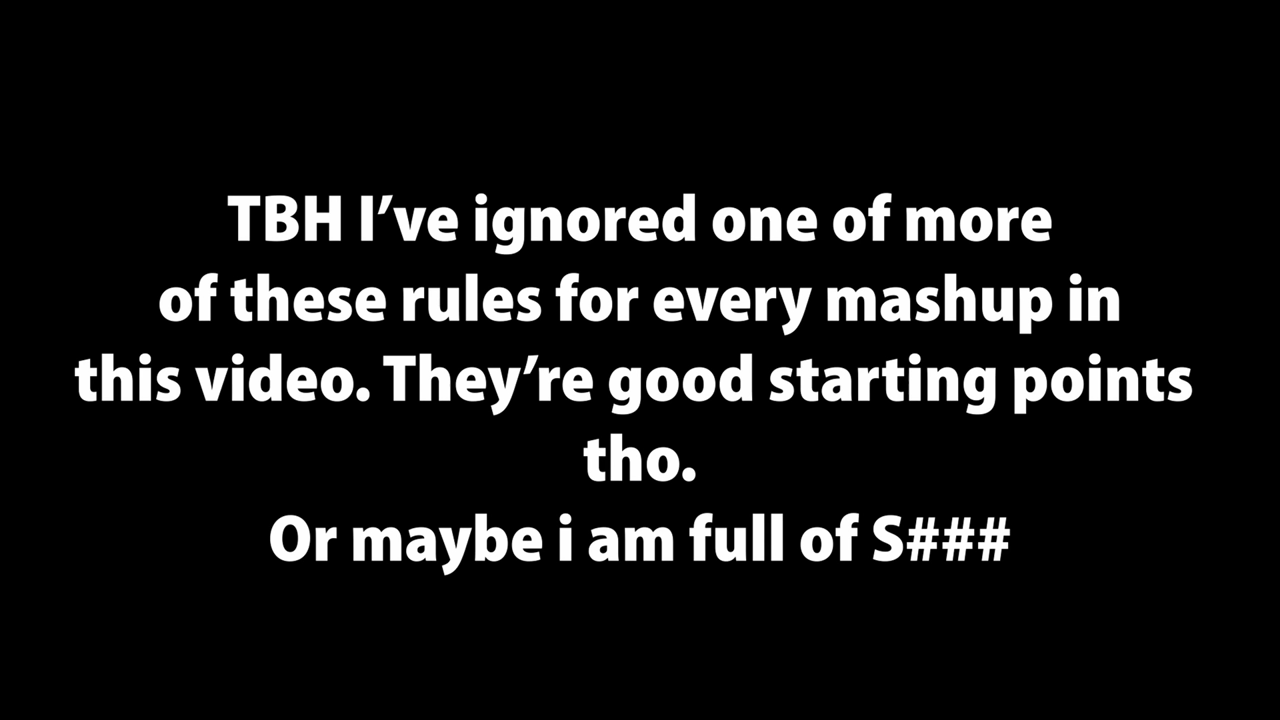 TBH I’ve ignored one of more
of these rules for every mashup in
this video. They’re good starting points
tho.
Or maybe i am full of S###